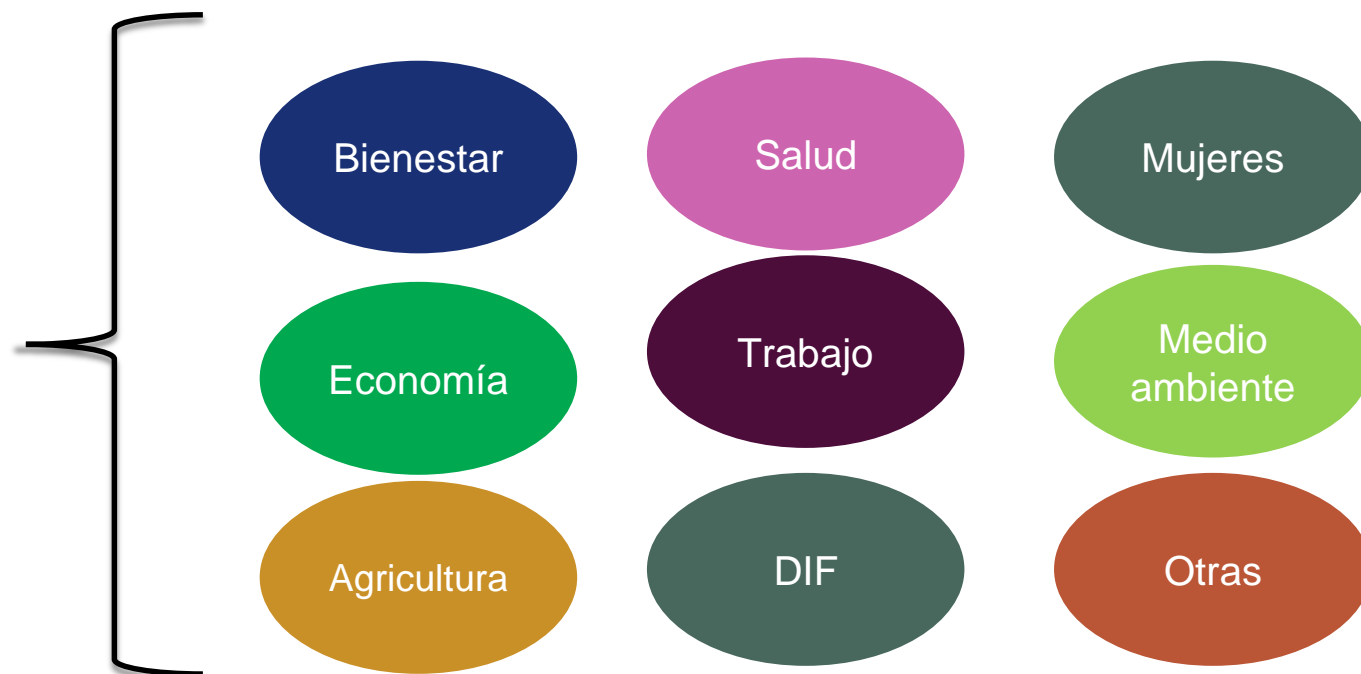 Bienestar
Salud
Mujeres
Economía
Trabajo
Medio
ambiente
Agricultura
DIF
Otras